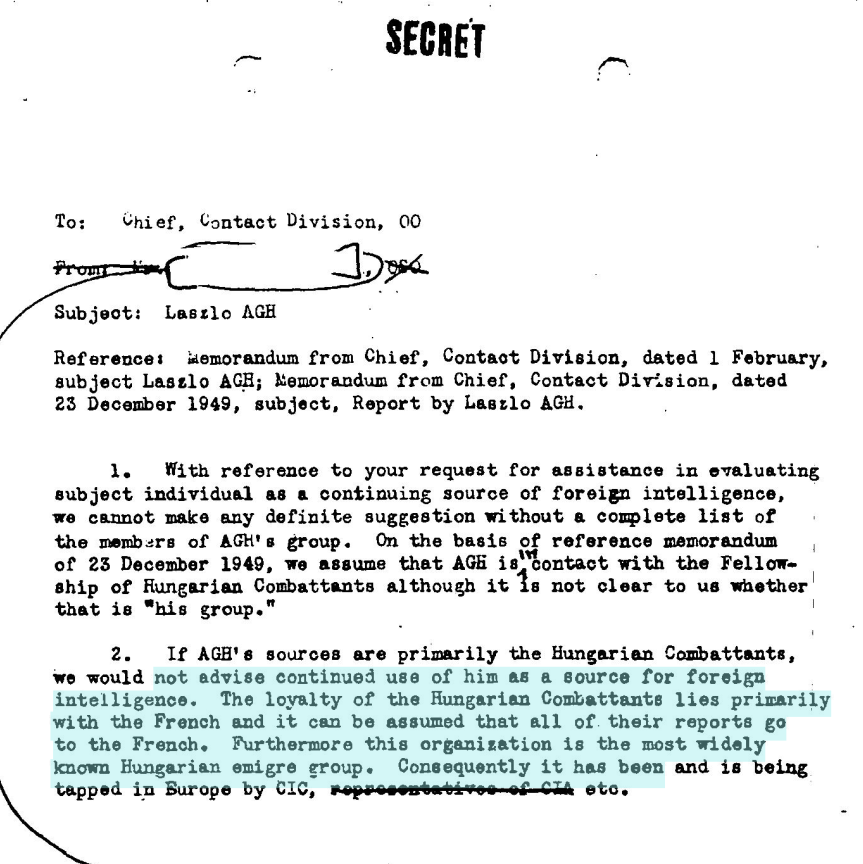 SECRET
To: Chief, Contact Division, OO
From: OSO
Subject: Laszlo AGH
Reference: Memorandum from Chief, Contact Division, dated 1 February,
subject Laszlo AGH; Memorandum from Chief, Contact Division, dated
23 December 1949, subject, Report by Laszlo AGH.
1. With reference to your request for assistance in evaluating
subject individual as a continuing source of foreign intelligence,
we cannot make any definite suggestion without a complete list of
the members of AGH's group. On the basis of reference memorandum
of 23 December 1949, we assume that AGH is in contact with the Fellow-
ship of Hungarian Combattants although it is not clear to us whether
that is "his group."
2. If AGH's sources are primarily the Hungarian Combattants,
we would not advise continued use of him as a source for foreign
intelligence. The loyalty of the Hungarian Combattants lies primarily
with the French and it can be assumed that all of their reports go
to the French. Furthermore this organization is the most widely
known Hungarian emigre group. Consequently it has been and is being
tapped in Europe by CIC, representatives of CIA etc.